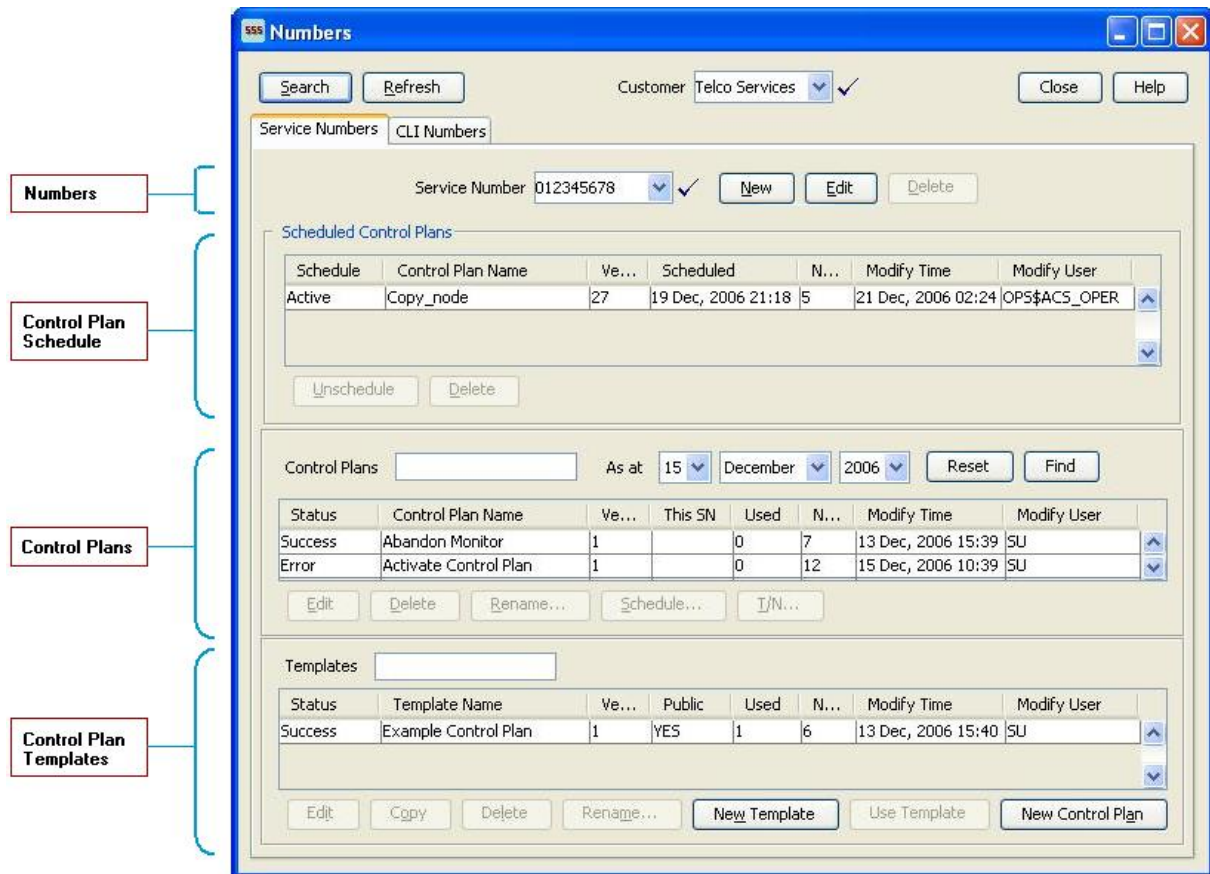 555 Numbers
Search Refresh Customer Telco Services Close Help
Service Numbers CLI Numbers
Numbers
Service Number 012345678 New Edit Delete
Scheduled Control Plans
Schedule Control Plan Name Ve... Scheduled N... Modify Time Modify User
Active Copy_node 27 19 Dec, 2006 21:18 5 21 Dec, 2006 02:24 OPS$ACS_OPER
Control Plan
Schedule
Unschedule Delete
Control Plans As at 15 December 2006 Reset Find
Status Control Plan Name Ve... This SN Used N... Modify Time Modify User
Success Abandon Monitor 1 0 7 13 Dec, 2006 15:39 SU
Control Plans
Error Activate Control Plan 1 0 12 15 Dec, 2006 10:39 SU
Edit Delete Rename... Schedule... T/N...
Templates
Status Template Name Ve... Public Used N... Modify Time Modify User
Success Example Control Plan 1 YES 1 6 13 Dec, 2006 15:40 SU
Control Plan
Templates
Edit Copy Delete Rename... New Template Use Template New Control Plan